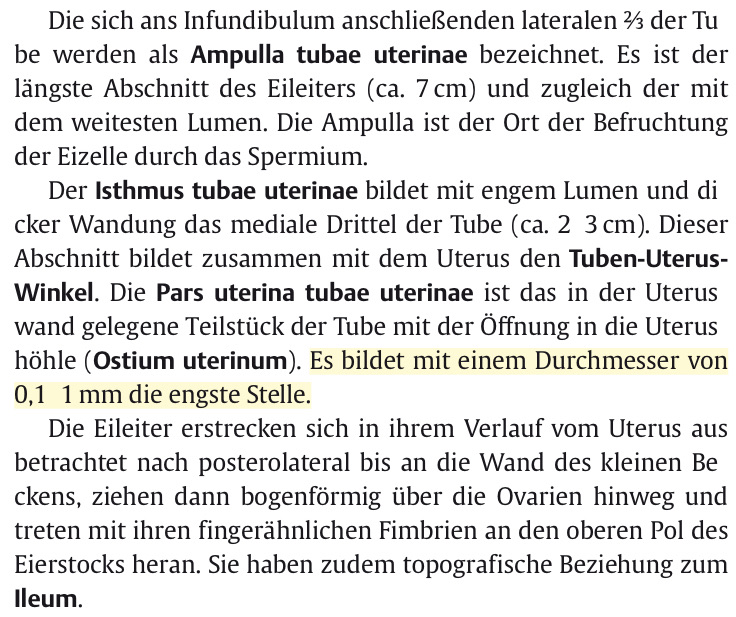 Die sich ans Infundibulum anschließenden lateralen ⅔ der Tu
be werden als Ampulla tubae uterinae bezeichnet. Es ist der
längste Abschnitt des Eileiters (ca. 7 cm) und zugleich der mit
dem weitesten Lumen. Die Ampulla ist der Ort der Befruchtung
der Eizelle durch das Spermium.
Der Isthmus tubae uterinae bildet mit engem Lumen und di
cker Wandung das mediale Drittel der Tube (ca. 2 3 cm). Dieser
Abschnitt bildet zusammen mit dem Uterus den Tuben-Uterus-
Winkel. Die Pars uterina tubae uterinae ist das in der Uterus
wand gelegene Teilstück der Tube mit der Öffnung in die Uterus
höhle (Ostium uterinum). Es bildet mit einem Durchmesser von
0,1 1 mm die engste Stelle.
Die Eileiter erstrecken sich in ihrem Verlauf vom Uterus aus
betrachtet nach posterolateral bis an die Wand des kleinen Be
ckens, ziehen dann bogenförmig über die Ovarien hinweg und
treten mit ihren fingerähnlichen Fimbrien an den oberen Pol des
Eierstocks heran. Sie haben zudem topografische Beziehung zum
Ileum.